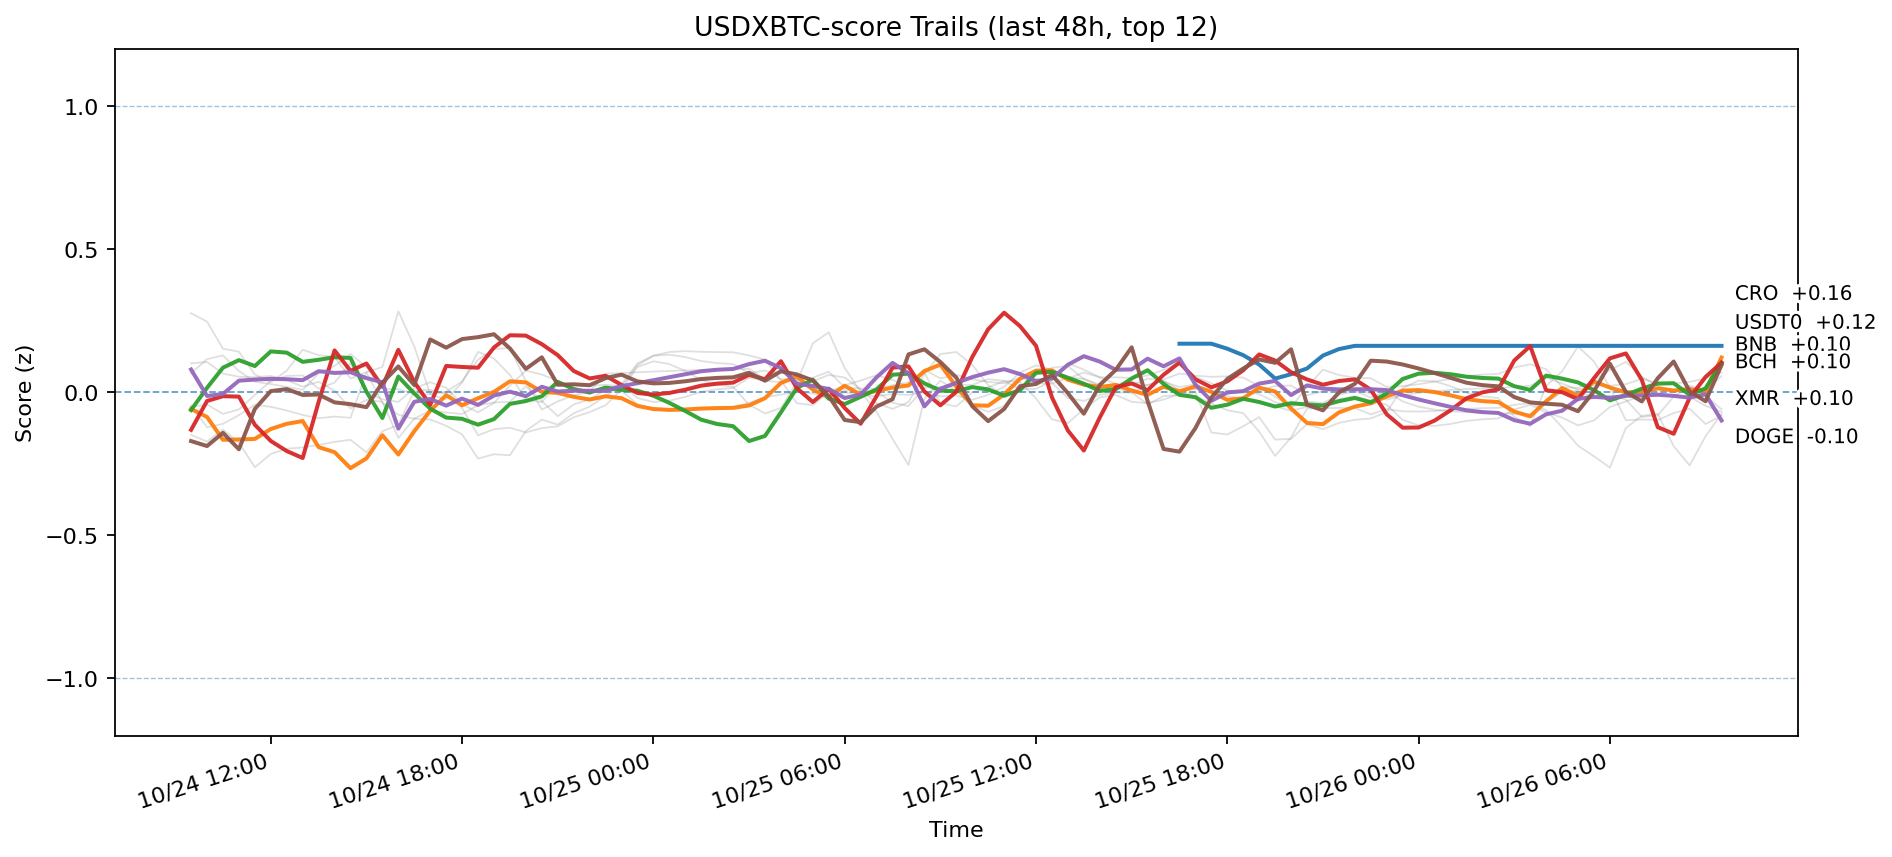 USDXBTC-score Trails (last 48h, top 12)
1.0
0.5
0.0
−0.5
−1.0
Score (z)
CRO +0.16
USDT0 +0.12
BNB +0.10
BCH +0.10
XMR +0.10
DOGE -0.10
10/24 12:00
10/24 18:00
10/25 00:00
10/25 06:00
10/25 12:00
10/25 18:00
10/26 00:00
10/26 06:00
Time